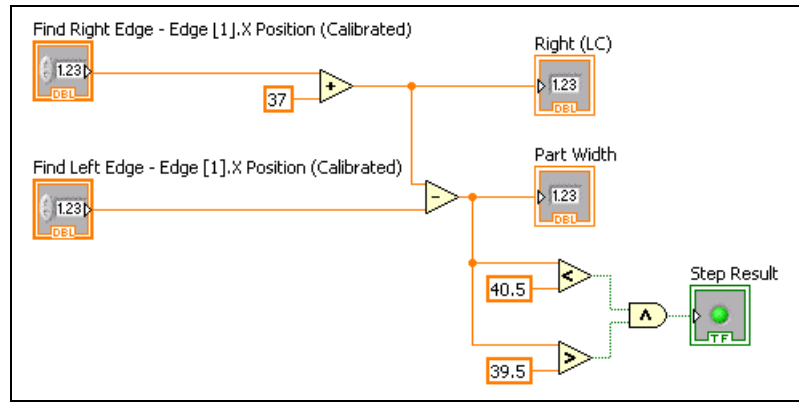 Find Right Edge - Edge [1].X Position (Calibrated)
1.23
DBL
37
+
Right (LC)
1.23
DBL
Find Left Edge - Edge [1].X Position (Calibrated)
1.23
DBL
-
Part Width
1.23
DBL
40.5
<
39.5
>
∧
Step Result
TF